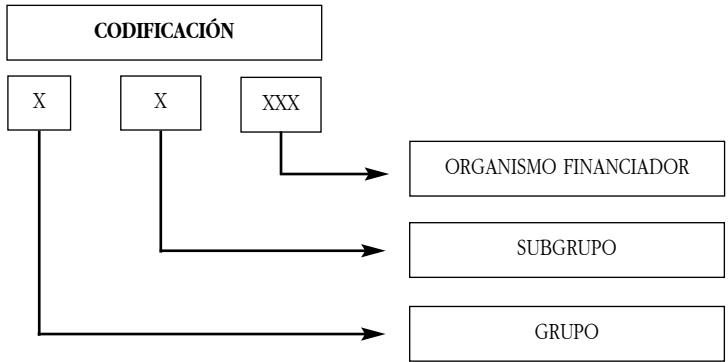 CODIFICACIÓN
X X XXX
ORGANISMO FINANCIADOR
SUBGRUPO
GRUPO